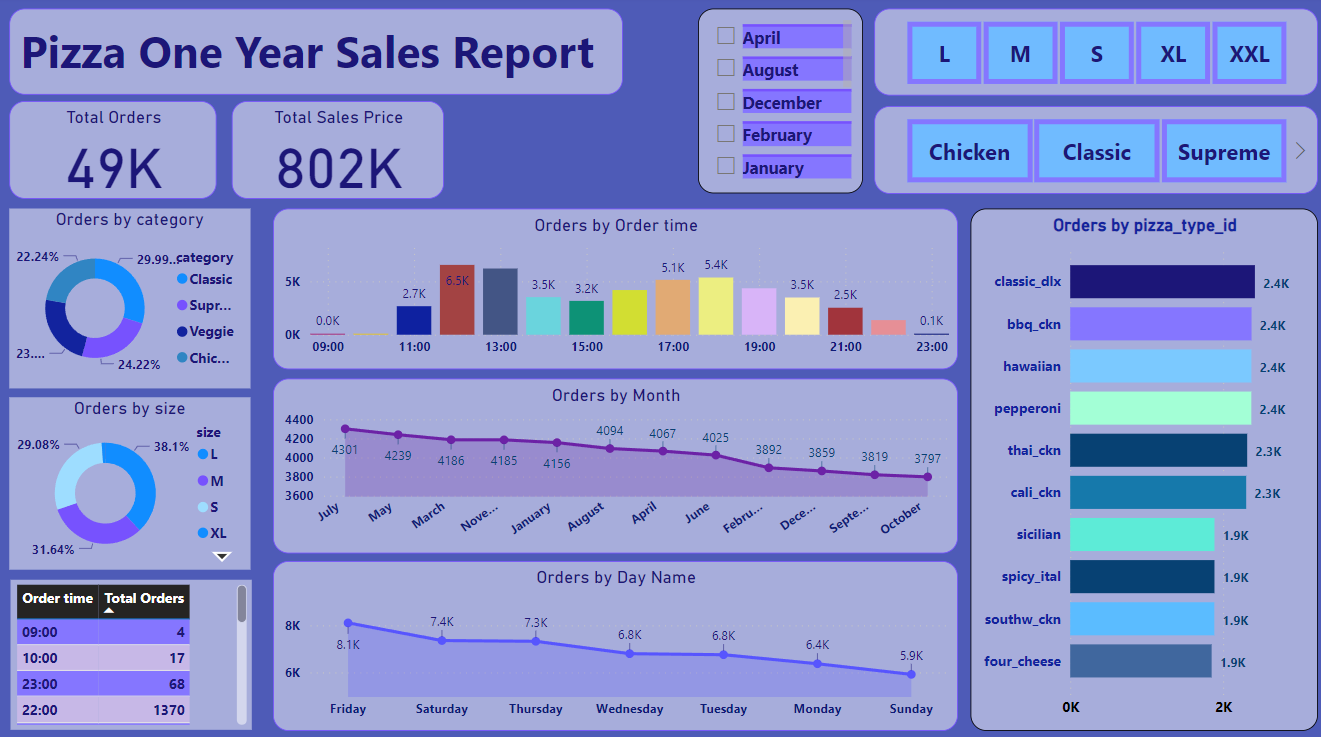 Pizza One Year Sales Report
April
August
December
February
January
L M S XL XXL
Chicken Classic Supreme
Total Orders
49K
Total Sales Price
802K
Orders by category
22.24%
29.99...
23....
24.22%
category
Classic
Supr...
Veggie
Chic...
Orders by size
29.08%
38.1%
31.64%
size
L
M
S
XL
Order time Total Orders
09:00 4
10:00 17
23:00 68
22:00 1370
Orders by Order time
5K
0K
0.0K 2.7K 6.5K 3.5K 3.2K 5.1K 5.4K 3.5K 2.5K 0.1K
09:00 11:00 13:00 15:00 17:00 19:00 21:00 23:00
Orders by Month
4400
4200
4000
3800
3600
4301 4239 4186 4185 4156 4094 4067 4025 3892 3859 3819 3797
July May March Nove... January August April June Febru... Dece... Septe... October
Orders by Day Name
8K
6K
8.1K 7.4K 7.3K 6.8K 6.8K 6.4K 5.9K
Friday Saturday Thursday Wednesday Tuesday Monday Sunday
Orders by pizza_type_id
classic_dlx 2.4K
bbq_ckn 2.4K
hawaiian 2.4K
pepperoni 2.4K
thai_ckn 2.3K
cali_ckn 2.3K
sicilian 1.9K
spicy_ital 1.9K
southw_ckn 1.9K
four_cheese 1.9K
0K 2K